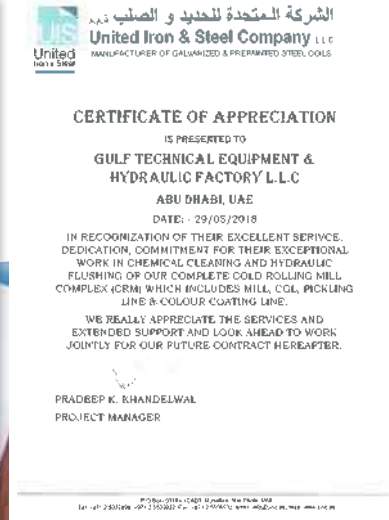 الشركة المتحدة للحديد و الصلب ذ.م.م
UIS
United Iron & Steel Company LLC
United
Iron & Steel
MANUFACTURER OF GALVANIZED & PREPAINTED STEEL COILS
CERTIFICATE OF APPRECIATION
IS PRESENTED TO
GULF TECHNICAL EQUIPMENT &
HYDRAULIC FACTORY L.L.C
ABU DHABI, UAE
DATE: - 29/05/2018
IN RECOGNIZATION OF THEIR EXCELLENT SERIVCE,
DEDICATION, COMMITMENT FOR THEIR EXCEPTIONAL
WORK IN CHEMICAL CLEANING AND HYDRAULIC
FLUSHING OF OUR COMPLETE COLD ROLLING MILL
COMPLEX (CRM) WHICH INCLUDES MILL, CGL, PICKLING
LINE & COLOUR COATING LINE.
WE REALLY APPRECIATE THE SERVICES AND
EXTENDED SUPPORT AND LOOK AHEAD TO WORK
JOINTLY FOR OUR FUTURE CONTRACT HEREAFTER.
PRADEEP K. KHANDELWAL
PROJECT MANAGER